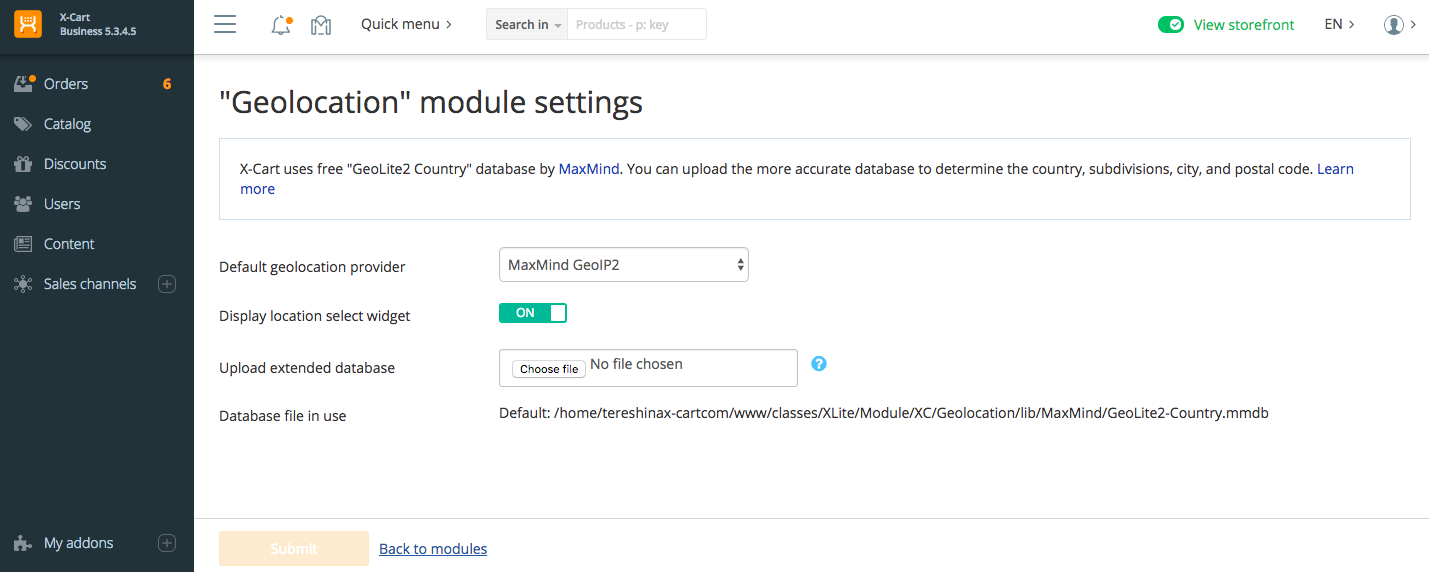 X-Cart
Business 5.3.4.5
Quick menu
Search in
Products - p: key
View storefront
EN
Orders
6
Catalog
Discounts
Users
Content
Sales channels
My addons
"Geolocation" module settings
X-Cart uses free "GeoLite2 Country" database by MaxMind. You can upload the more accurate database to determine the country, subdivisions, city, and postal code. Learn
more
Default geolocation provider
MaxMind GeoIP2
Display location select widget
ON
Upload extended database
Choose file No file chosen
?
Database file in use
Default: /home/tereshinax-cartcom/www/classes/XLite/Module/XC/Geolocation/lib/MaxMind/GeoLite2-Country.mmdb
Submit
Back to modules